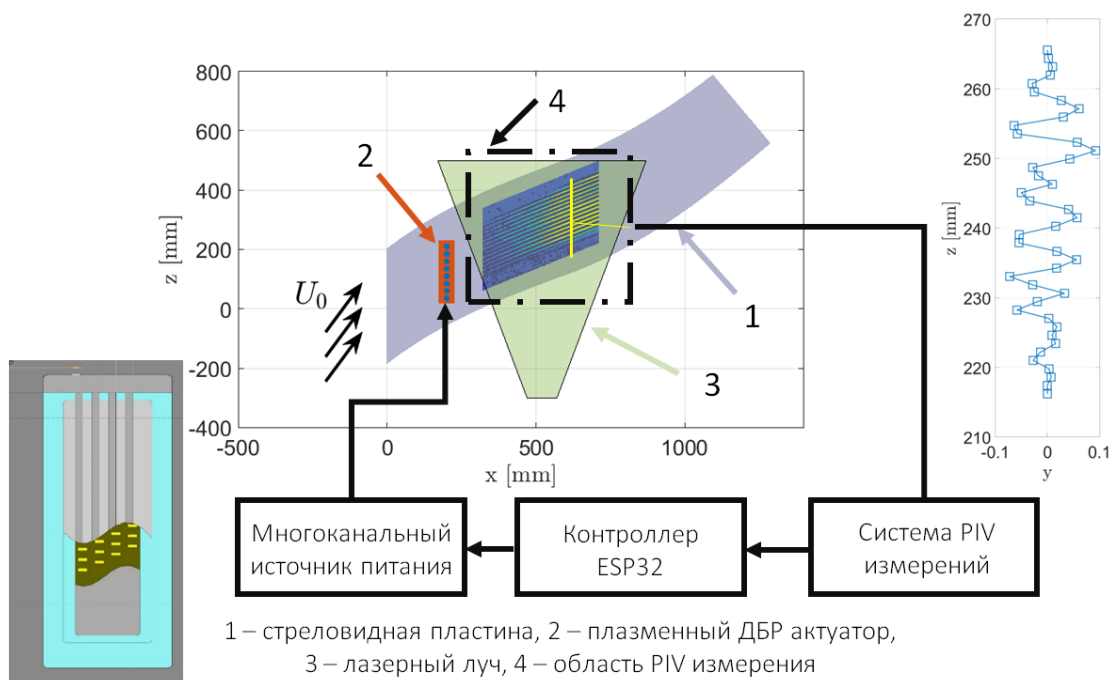 800
600
400
200
0
-200
-400
z [mm]
-500
0
500
1000
x [mm]
U0
2
4
1
3
270
260
250
240
230
220
210
z [mm]
-0.1
0
0.1
y
Многоканальный
источник питания
Контроллер
ESP32
Система PIV
измерений
1 – стреловидная пластина, 2 – плазменный ДБР актуатор,
3 – лазерный луч, 4 – область PIV измерения